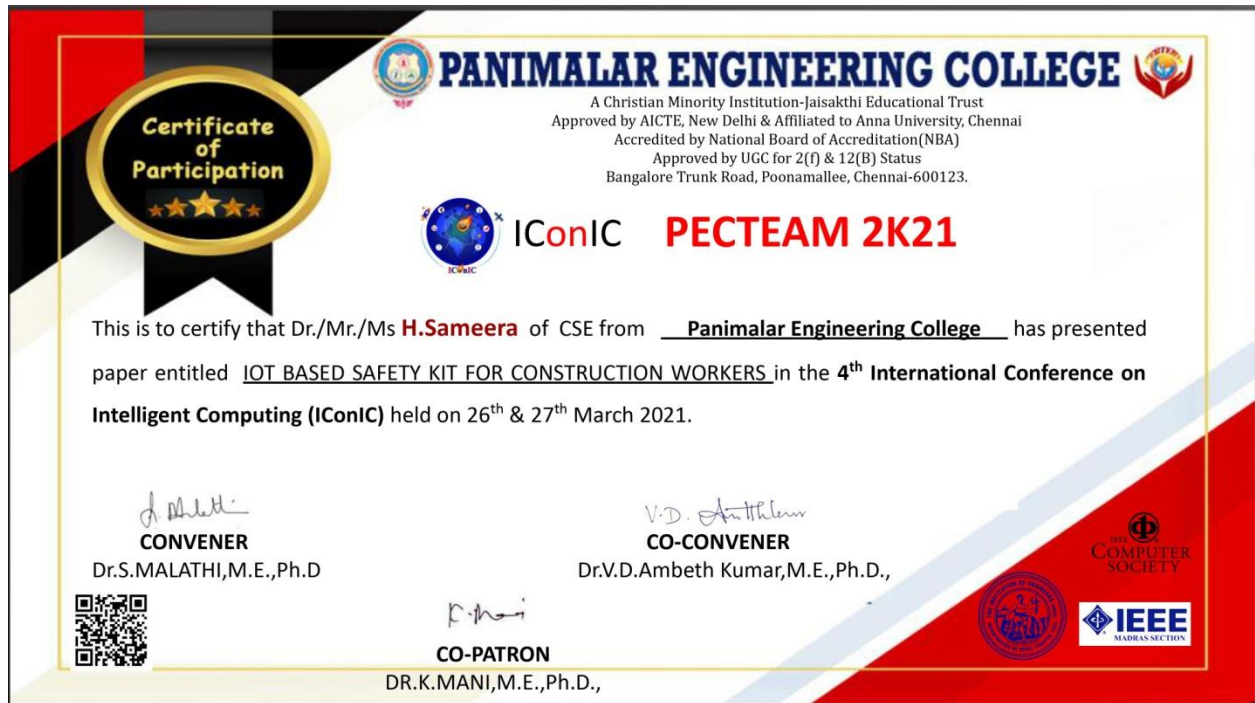 PANIMALAR ENGINEERING COLLEGE
A Christian Minority Institution-Jaisakthi Educational Trust
Approved by AICTE, New Delhi & Affiliated to Anna University, Chennai
Accredited by National Board of Accreditation(NBA)
Approved by UGC for 2(f) & 12(B) Status
Bangalore Trunk Road, Poonamallee, Chennai-600123.
Certificate
of
Participation
IConIC PECTEAM 2K21
ICONIC
This is to certify that Dr./Mr./Ms H.Sameera of CSE from Panimalar Engineering College has presented
paper entitled IOT BASED SAFETY KIT FOR CONSTRUCTION WORKERS in the 4th International Conference on
Intelligent Computing (IConIC) held on 26th & 27th March 2021.
V.D.
CONVENER
CO-CONVENER
Dr.S.MALATHI,M.E.,Ph.D
Dr.V.D.Ambeth Kumar,M.E.,Ph.D.,
IEEE
COMPUTER
SOCIETY
K.Mani
CO-PATRON
DR.K.MANI,M.E.,Ph.D.,
IEEE
MADRAS SECTION